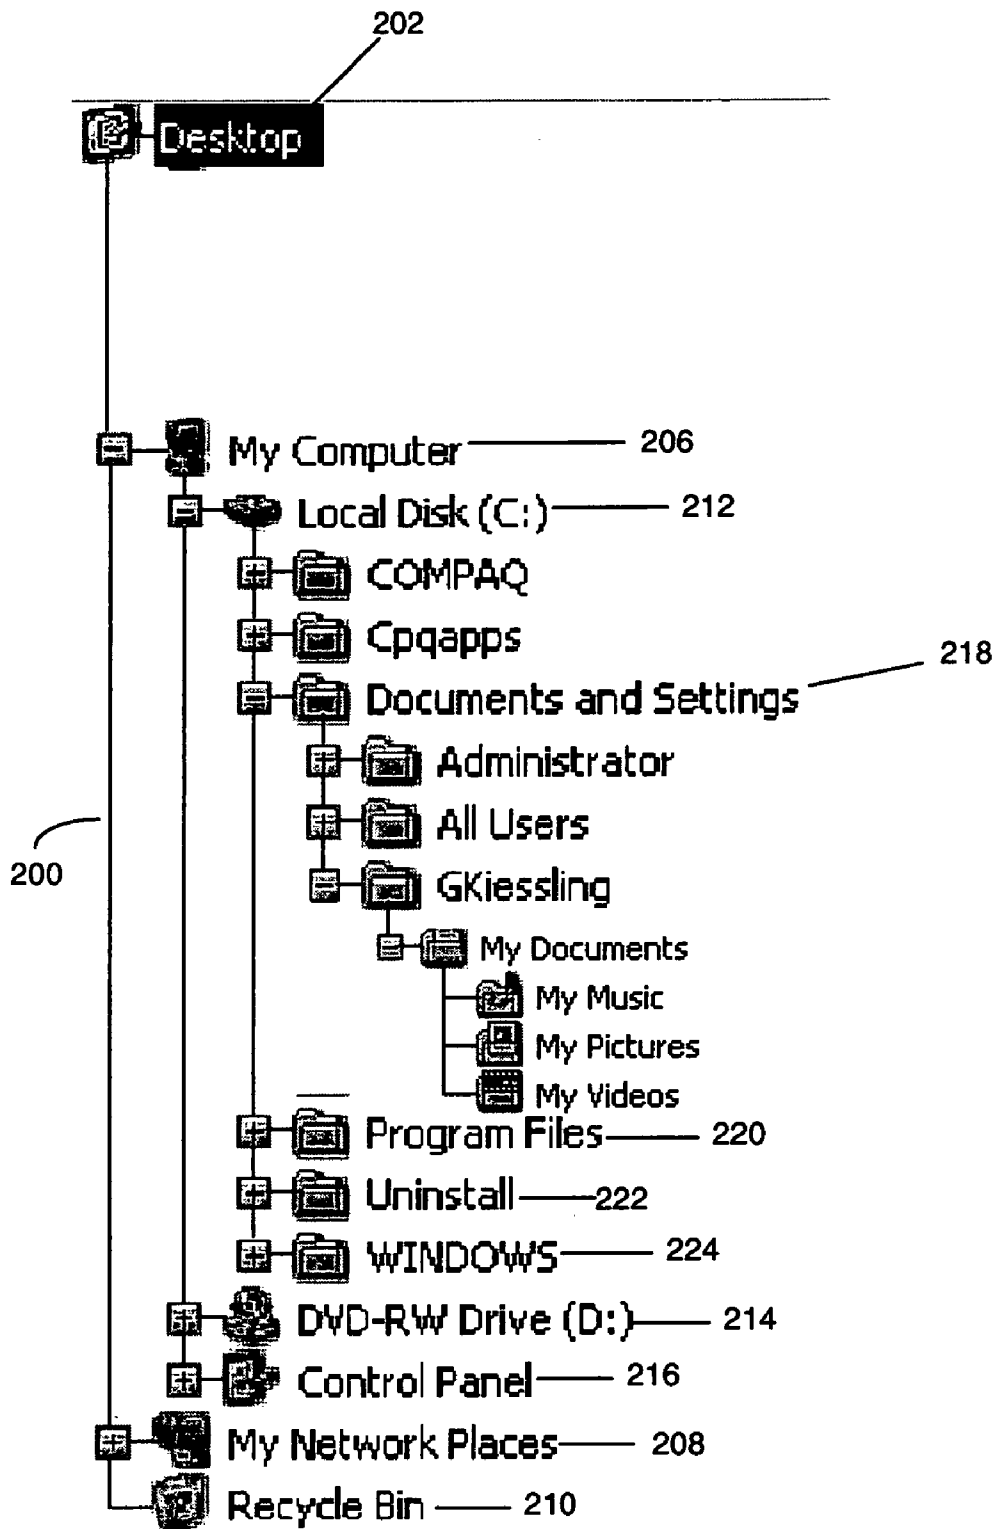 202
Desktop
My Computer 206
Local Disk (C:) 212
COMPAQ
Cpqapps
218
Documents and Settings
Administrator
All Users
200
GKiessling
My Documents
My Music
My Pictures
My Videos
Program Files 220
Uninstall 222
WINDOWS 224
DVD-RW Drive (D:) 214
Control Panel 216
My Network Places 208
Recycle Bin 210